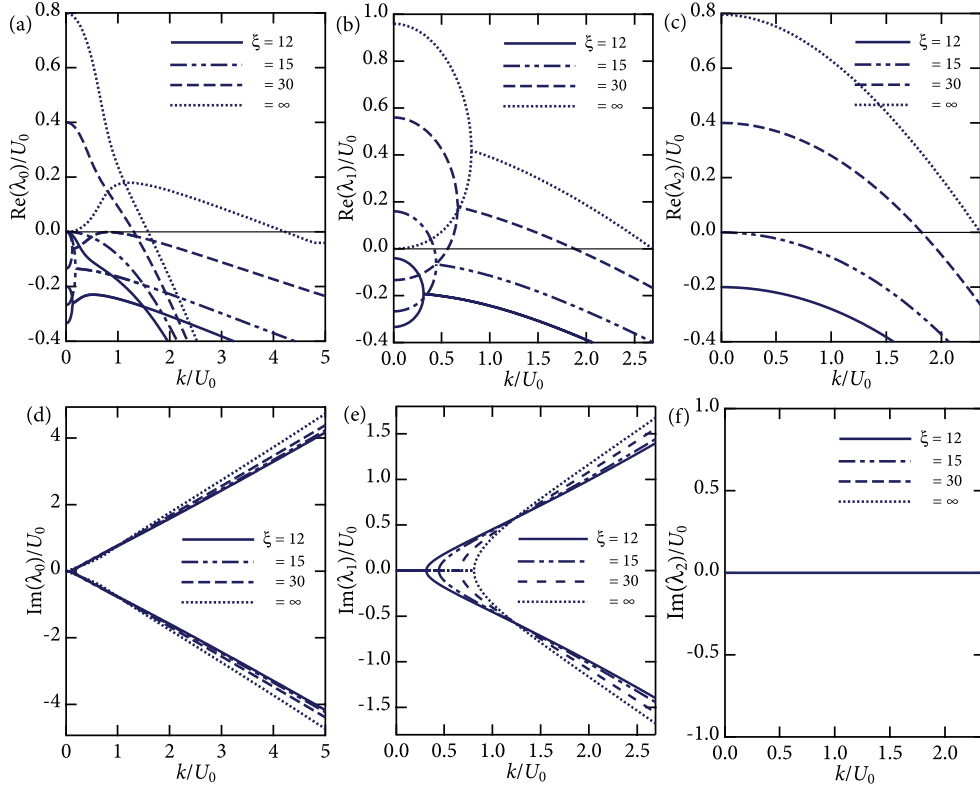 (a)
Re(λ0)/U0
0.8
0.6
0.4
0.2
0.0
-0.2
-0.4
0 1 2 3 4 5
k/U0
ξ = 12
= 15
= 30
= ∞
(b)
Re(λ1)/U0
1.0
0.8
0.6
0.4
0.2
0.0
-0.2
-0.4
0.0 0.5 1.0 1.5 2.0 2.5
k/U0
ξ = 12
= 15
= 30
= ∞
(c)
Re(λ2)/U0
0.8
0.6
0.4
0.2
0.0
-0.2
-0.4
0.0 0.5 1.0 1.5 2.0
k/U0
ξ = 12
= 15
= 30
= ∞
(d)
Im(λ0)/U0
4
2
0
-2
-4
0 1 2 3 4 5
k/U0
ξ = 12
= 15
= 30
= ∞
(e)
Im(λ1)/U0
1.5
1.0
0.5
0.0
-0.5
-1.0
-1.5
0.0 0.5 1.0 1.5 2.0 2.5
k/U0
ξ = 12
= 15
= 30
= ∞
(f)
Im(λ2)/U0
1.0
0.5
0.0
-0.5
-1.0
0.0 0.5 1.0 1.5 2.0
k/U0
ξ = 12
= 15
= 30
= ∞